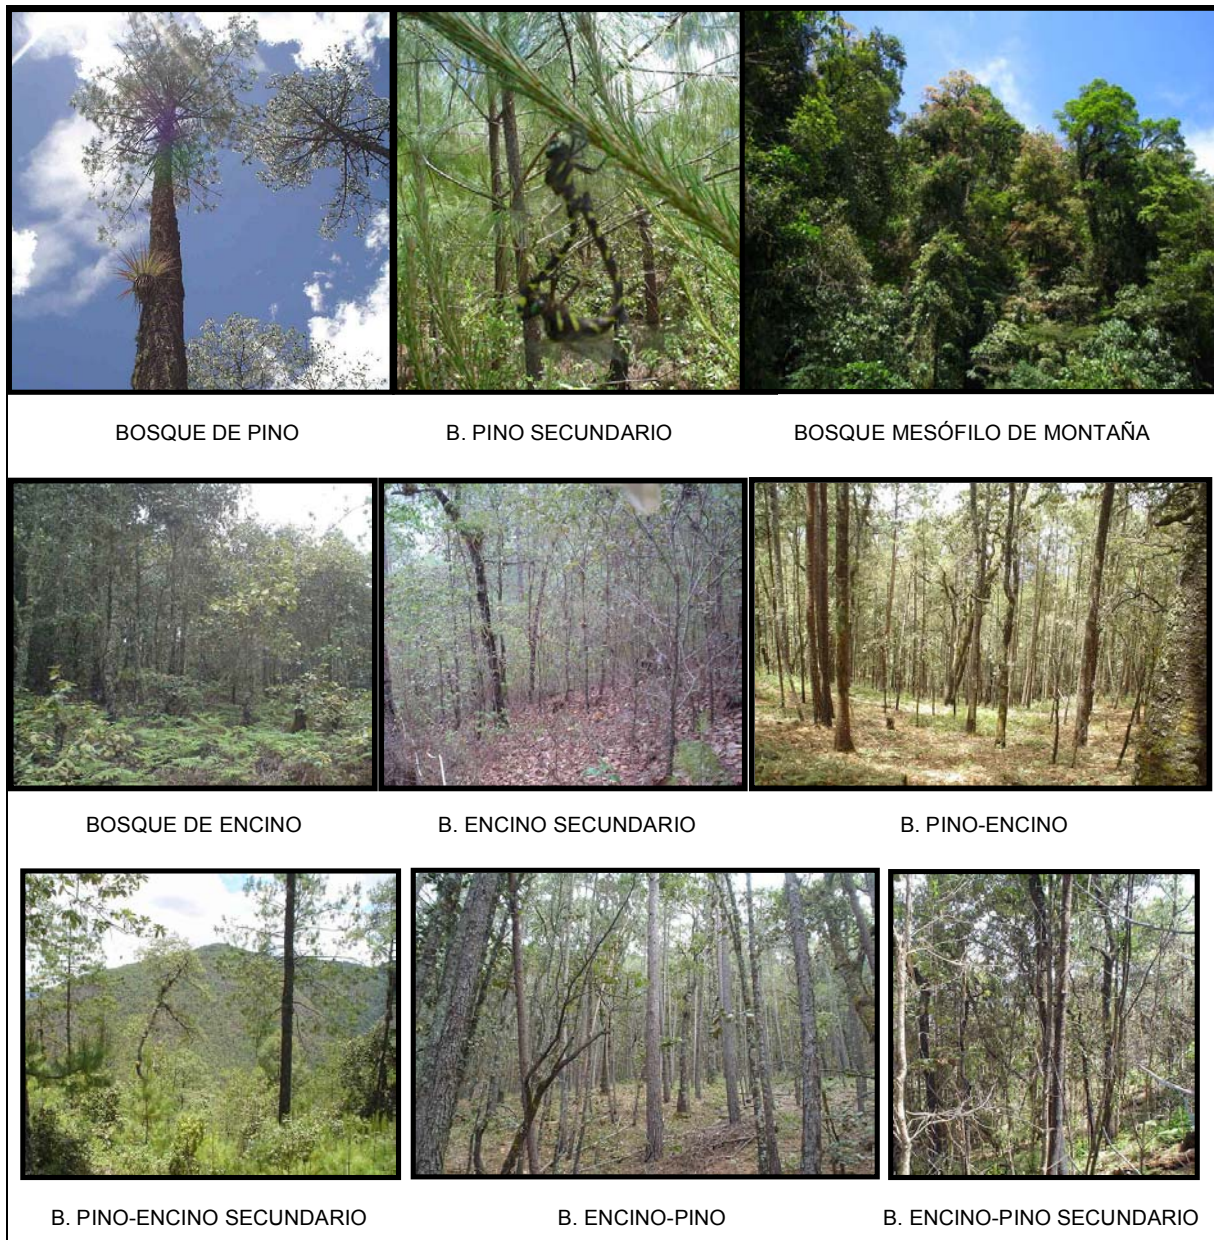 BOSQUE DE PINO
B. PINO SECUNDARIO
BOSQUE MESÓFILO DE MONTAÑA
BOSQUE DE ENCINO
B. ENCINO SECUNDARIO
B. PINO-ENCINO
B. PINO-ENCINO SECUNDARIO
B. ENCINO-PINO
B. ENCINO-PINO SECUNDARIO